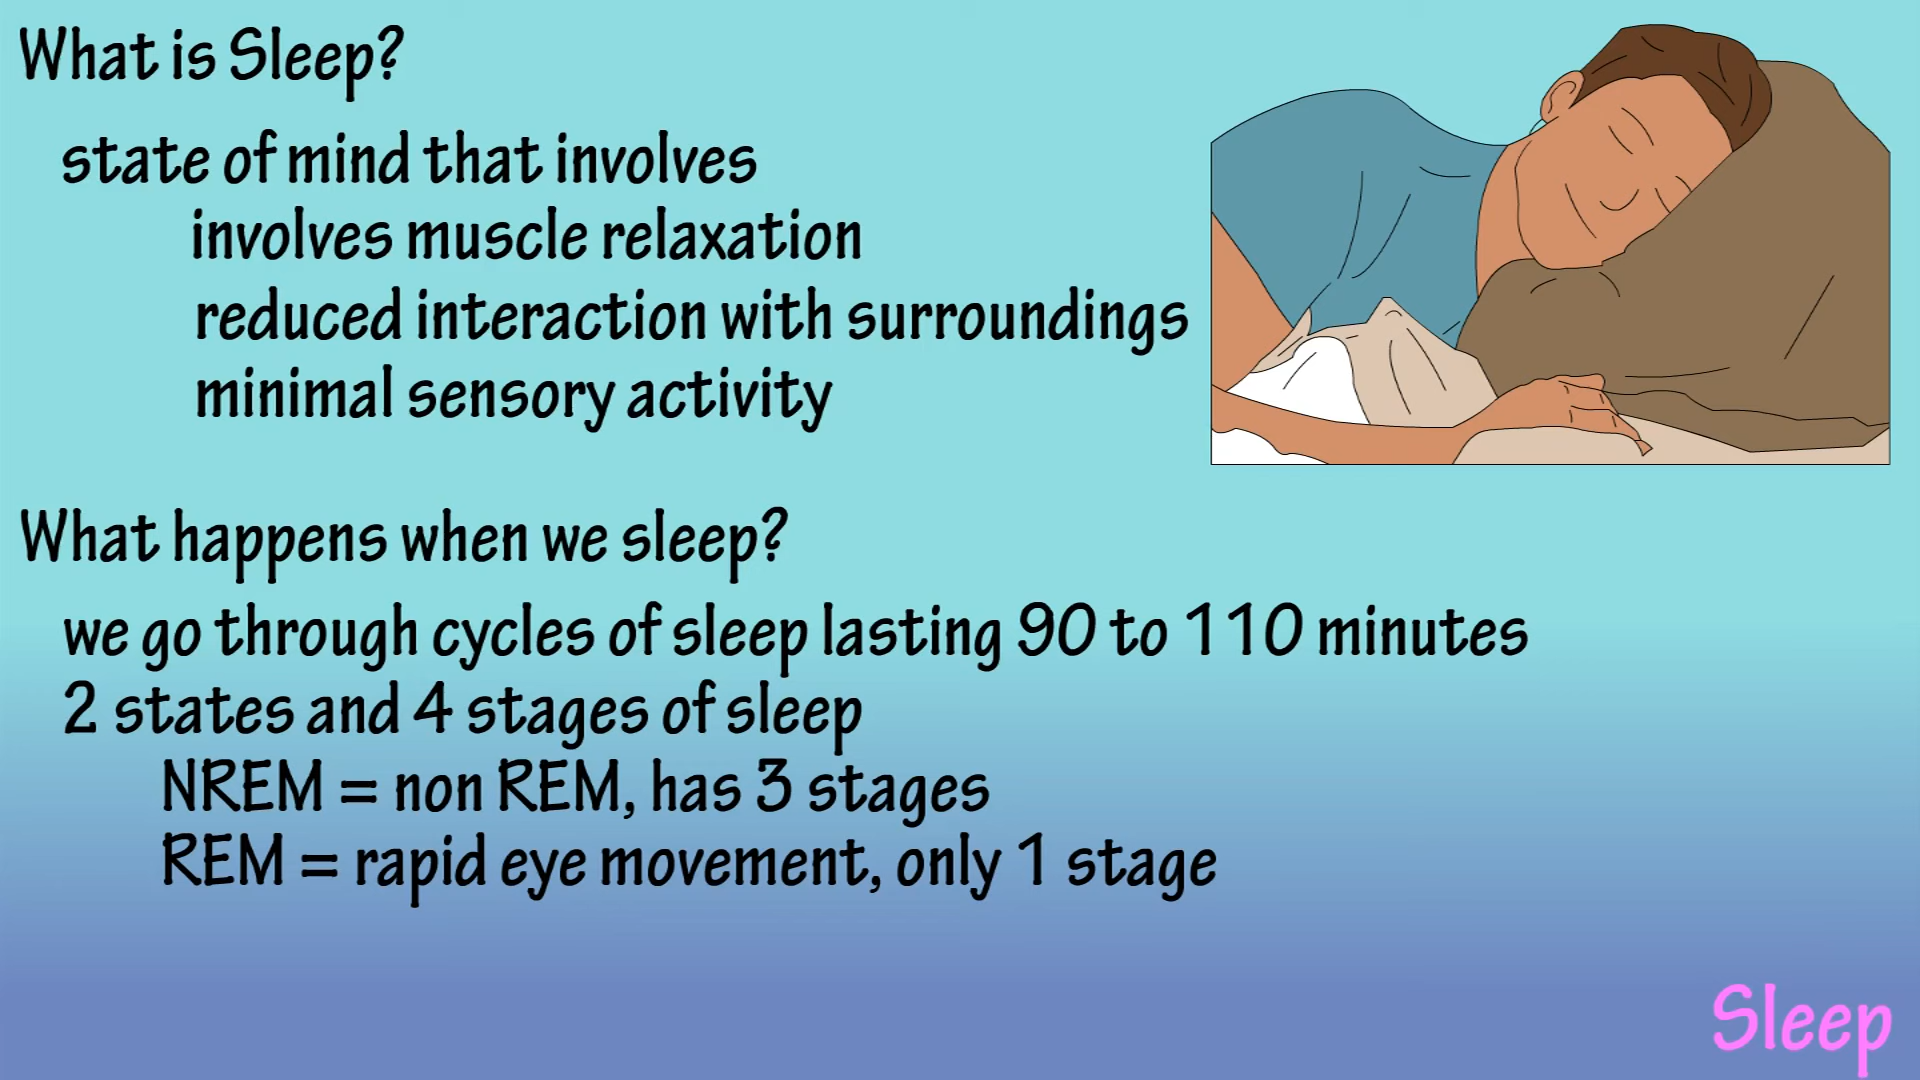 What is Sleep?
state of mind that involves
involves muscle relaxation
reduced interaction with surroundings
minimal sensory activity
What happens when we sleep?
we go through cycles of sleep lasting 90 to 110 minutes
2 states and 4 stages of sleep
NREM = non REM, has 3 stages
REM = rapid eye movement, only 1 stage
Sleep